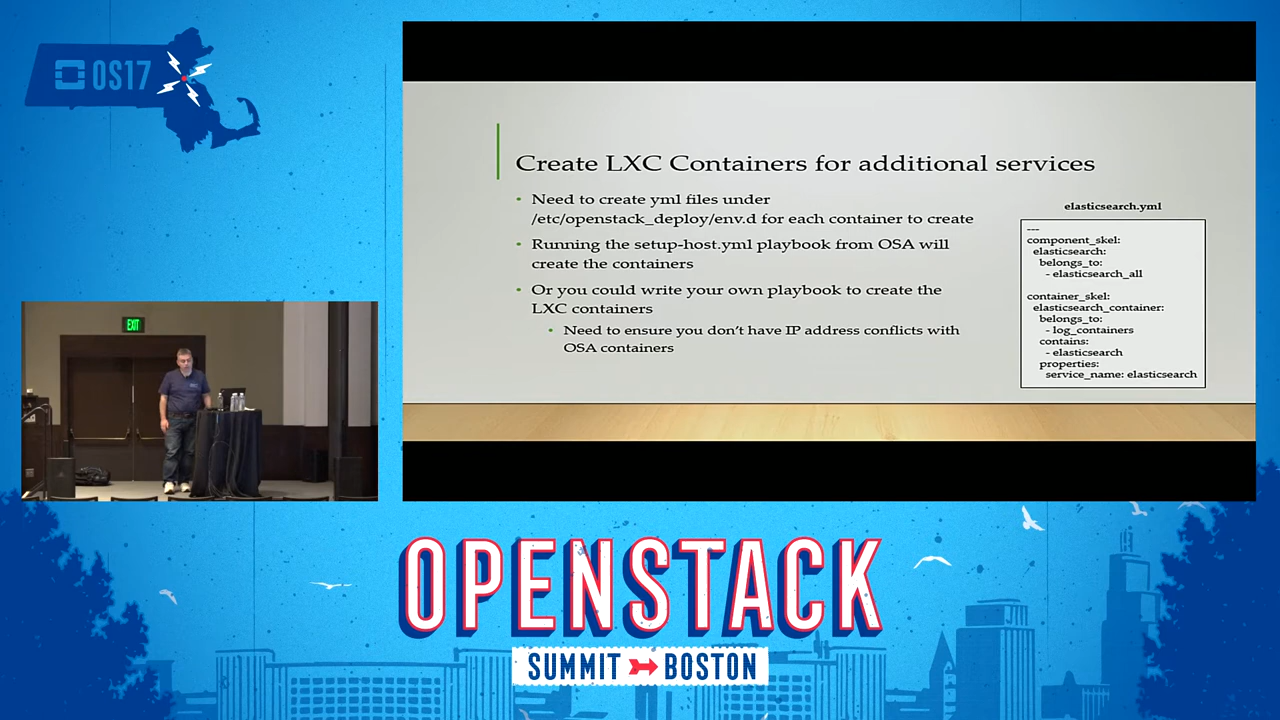 OS17
EXIT
Create LXC Containers for additional services
• Need to create yml files under
/etc/openstack_deploy/env.d for each container to create
• Running the setup-host.yml playbook from OSA will
create the containers
• Or you could write your own playbook to create the
LXC containers
• Need to ensure you don't have IP address conflicts with
OSA containers
elasticsearch.yml
---
component_skel:
elasticsearch:
belongs_to:
- elasticsearch_all
container_skel:
elasticsearch_container:
belongs_to:
- log_containers
contains:
- elasticsearch
properties:
service_name: elasticsearch
OPENSTACK
SUMMIT BOSTON